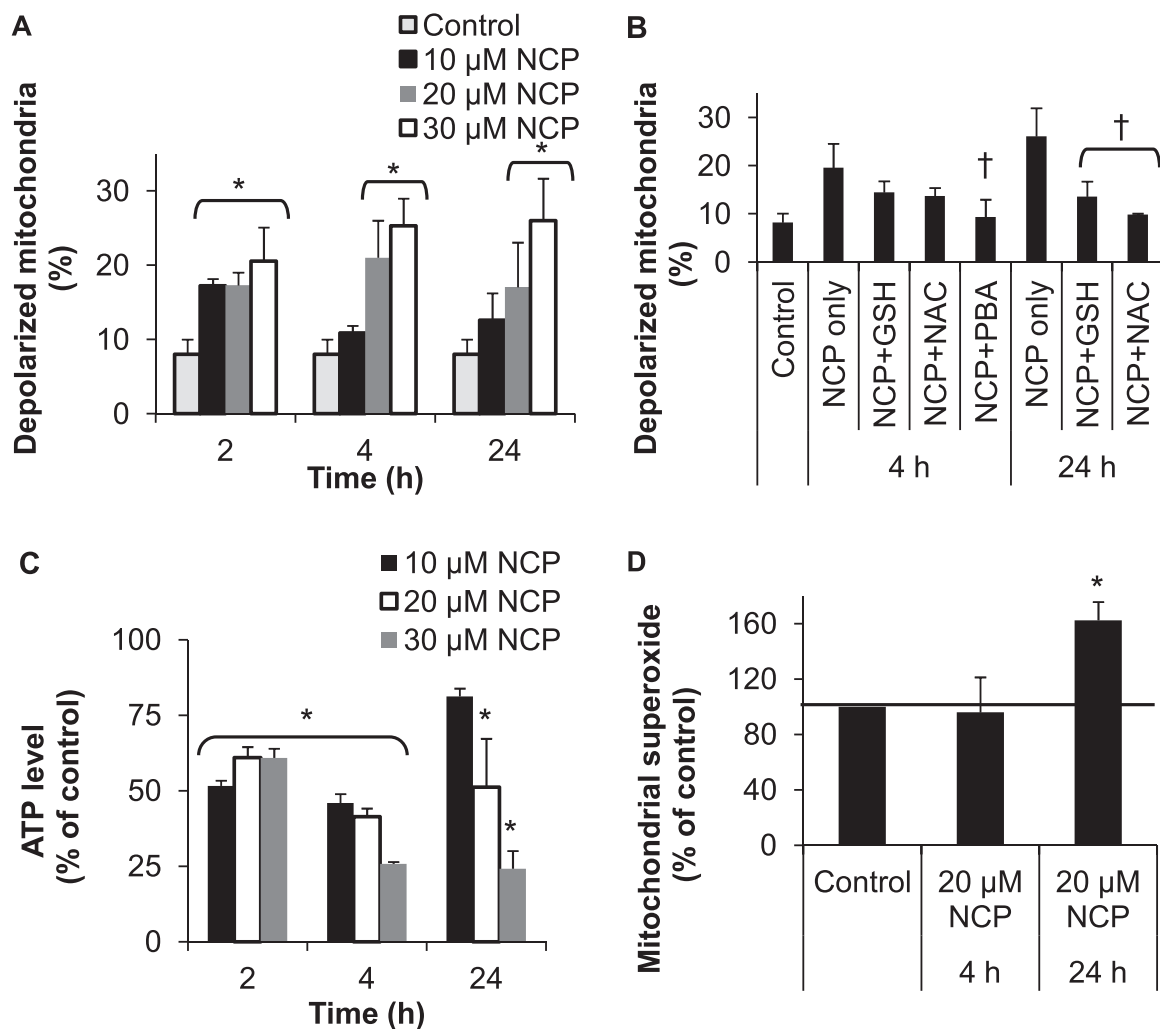 A
Control
10 µM NCP
20 µM NCP
30 µM NCP
Depolarized mitochondria
(%)
30
20
10
0
*
*
*
2
4
24
Time (h)
B
Depolarized mitochondria
(%)
30
20
10
0
†
†
Control
NCP only
NCP+GSH
NCP+NAC
NCP+PBA
NCP only
NCP+GSH
NCP+NAC
4 h
24 h
C
10 µM NCP
20 µM NCP
30 µM NCP
ATP level
(% of control)
100
75
50
25
0
*
*
*
2
4
24
Time (h)
D
Mitochondrial superoxide
(% of control)
160
120
80
40
0
*
Control
20 µM
NCP
20 µM
NCP
4 h
24 h